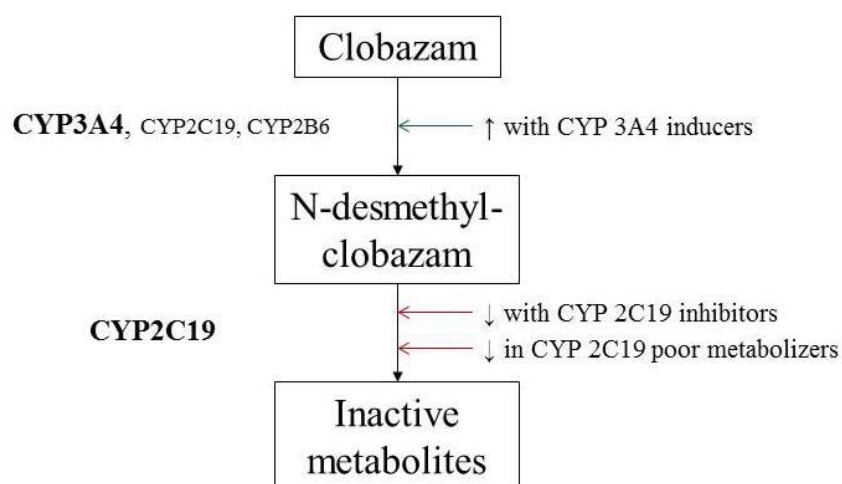 Clobazam
CYP3A4, CYP2C19, CYP2B6
↑ with CYP 3A4 inducers
N-desmethyl-
clobazam
CYP2C19
↓ with CYP 2C19 inhibitors
↓ in CYP 2C19 poor metabolizers
Inactive
metabolites